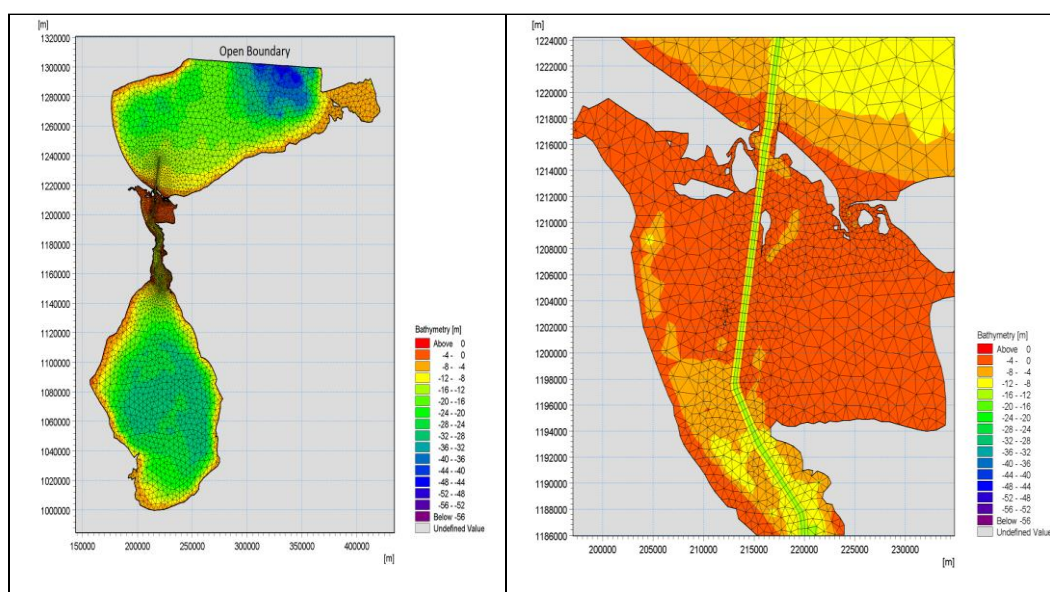 [m]
1320000
Open Boundary
1300000
1280000
1260000
1240000
1220000
1200000
1180000
1160000
1140000
1120000
1100000
1080000
1060000
1040000
1020000
1000000
150000 200000 250000 300000 350000 400000
[m]
Bathymetry [m]
Above 0
-4 - 0
-8 - -4
-12 - -8
-16 - -12
-20 - -16
-24 - -20
-28 - -24
-32 - -28
-36 - -32
-40 - -36
-44 - -40
-48 - -44
-52 - -48
-56 - -52
Below -56
Undefined Value
[m]
1224000
1222000
1220000
1218000
1216000
1214000
1212000
1210000
1208000
1206000
1204000
1202000
1200000
1198000
1196000
1194000
1192000
1190000
1188000
1186000
200000 205000 210000 215000 220000 225000 230000
[m]
Bathymetry [m]
Above 0
-4 - 0
-8 - -4
-12 - -8
-16 - -12
-20 - -16
-24 - -20
-28 - -24
-32 - -28
-36 - -32
-40 - -36
-44 - -40
-48 - -44
-52 - -48
-56 - -52
Below -56
Undefined Value